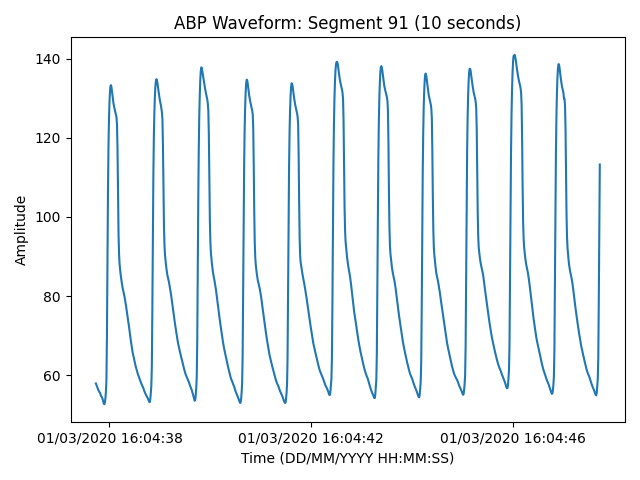 ABP Waveform: Segment 91 (10 seconds)
140
120
100
80
60
Amplitude
01/03/2020 16:04:38 01/03/2020 16:04:42 01/03/2020 16:04:46
Time (DD/MM/YYYY HH:MM:SS)